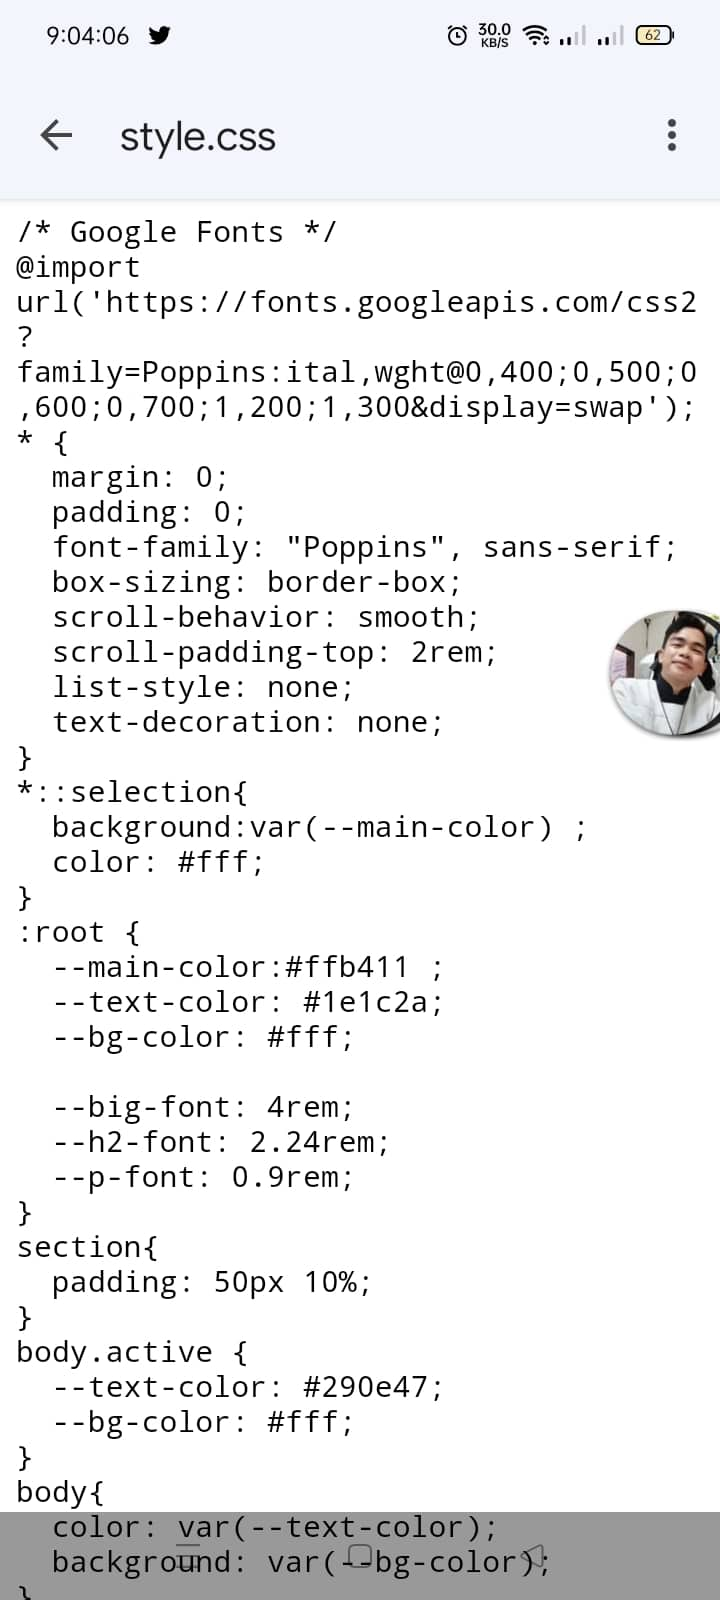 9:04:06 30.0 KB/S 62
style.css
/* Google Fonts */
@import
url('https://fonts.googleapis.com/css2
?
family=Poppins:ital,wght@0,400;0,500;0
,600;0,700;1,200;1,300&display=swap');
* {
  margin: 0;
  padding: 0;
  font-family: "Poppins", sans-serif;
  box-sizing: border-box;
  scroll-behavior: smooth;
  scroll-padding-top: 2rem;
  list-style: none;
  text-decoration: none;
}
*::selection{
  background:var(--main-color) ;
  color: #fff;
}
:root {
  --main-color:#ffb411 ;
  --text-color: #1e1c2a;
  --bg-color: #fff;

  --big-font: 4rem;
  --h2-font: 2.24rem;
  --p-font: 0.9rem;
}
section{
  padding: 50px 10%;
}
body.active {
  --text-color: #290e47;
  --bg-color: #fff;
}
body{
  color: var(--text-color);
  background: var(--bg-color);
}